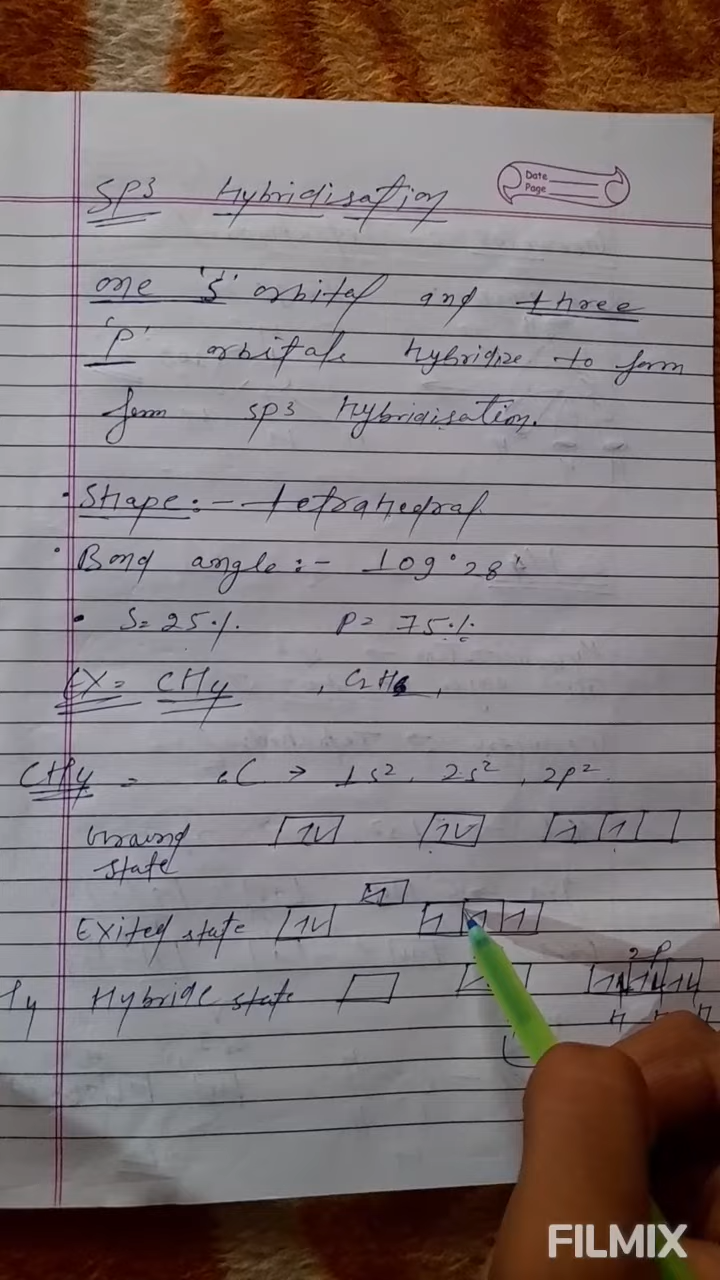 Date
Page
SP3 Hybridisation
one 's' orbital and three
'P' orbitals hybridize to form
form SP3 Hybridisation.
• Shape:- tetrahedral
• Bond angle:- 109°28'
• S= 25% P= 75%
EX= CH4, C2H6,
CH4 = 6C → 1s², 2s², 2p²
Ground
state
Exited state
2p
Hybride state
H H
FILMIX